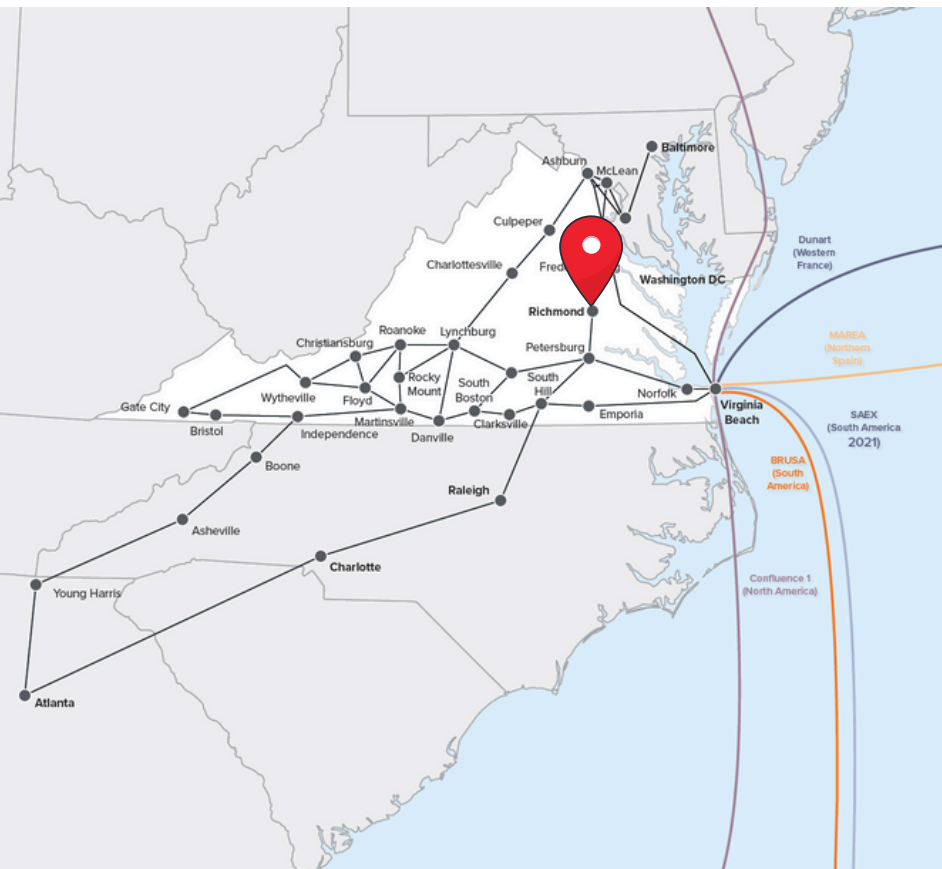 Baltimore
Ashburn
McLean
Culpeper
Dunart
(Western
France)
Charlottesville
Fred
Washington DC
Richmond
MAREA
(Northern
Spain)
Roanoke
Lynchburg
Christiansburg
Petersburg
Rocky
Mount
South
Boston
South
Hill
Wytheville
Floyd
Norfolk
Gate City
Martinsville
Clarksville
Emporia
Virginia
Beach
Bristol
Independence
Danville
SAEX
(South America
2021)
BRUSA
(South
America)
Boone
Raleigh
Asheville
Charlotte
Young Harris
Confluence 1
(North America)
Atlanta